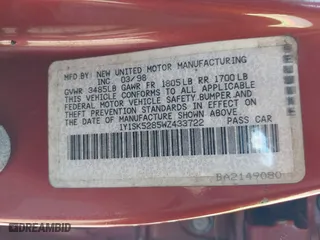 MFD BY: NEW UNITED MOTOR MANUFACTURING
INC 03/98
GVWR 3485LB GAWR FR 1805LB RR 1700LB
THIS VEHICLE CONFORMS TO ALL APPLICABLE
FEDERAL MOTOR VEHICLE SAFETY,BUMPER,AND
THEFT PREVENTION STANDARDS IN EFFECT ON
THE DATE OF MANUFACTURE SHOWN ABOVE.
1Y1SK5285WZ433722 PASS CAR
BA2149080
DREAMBID